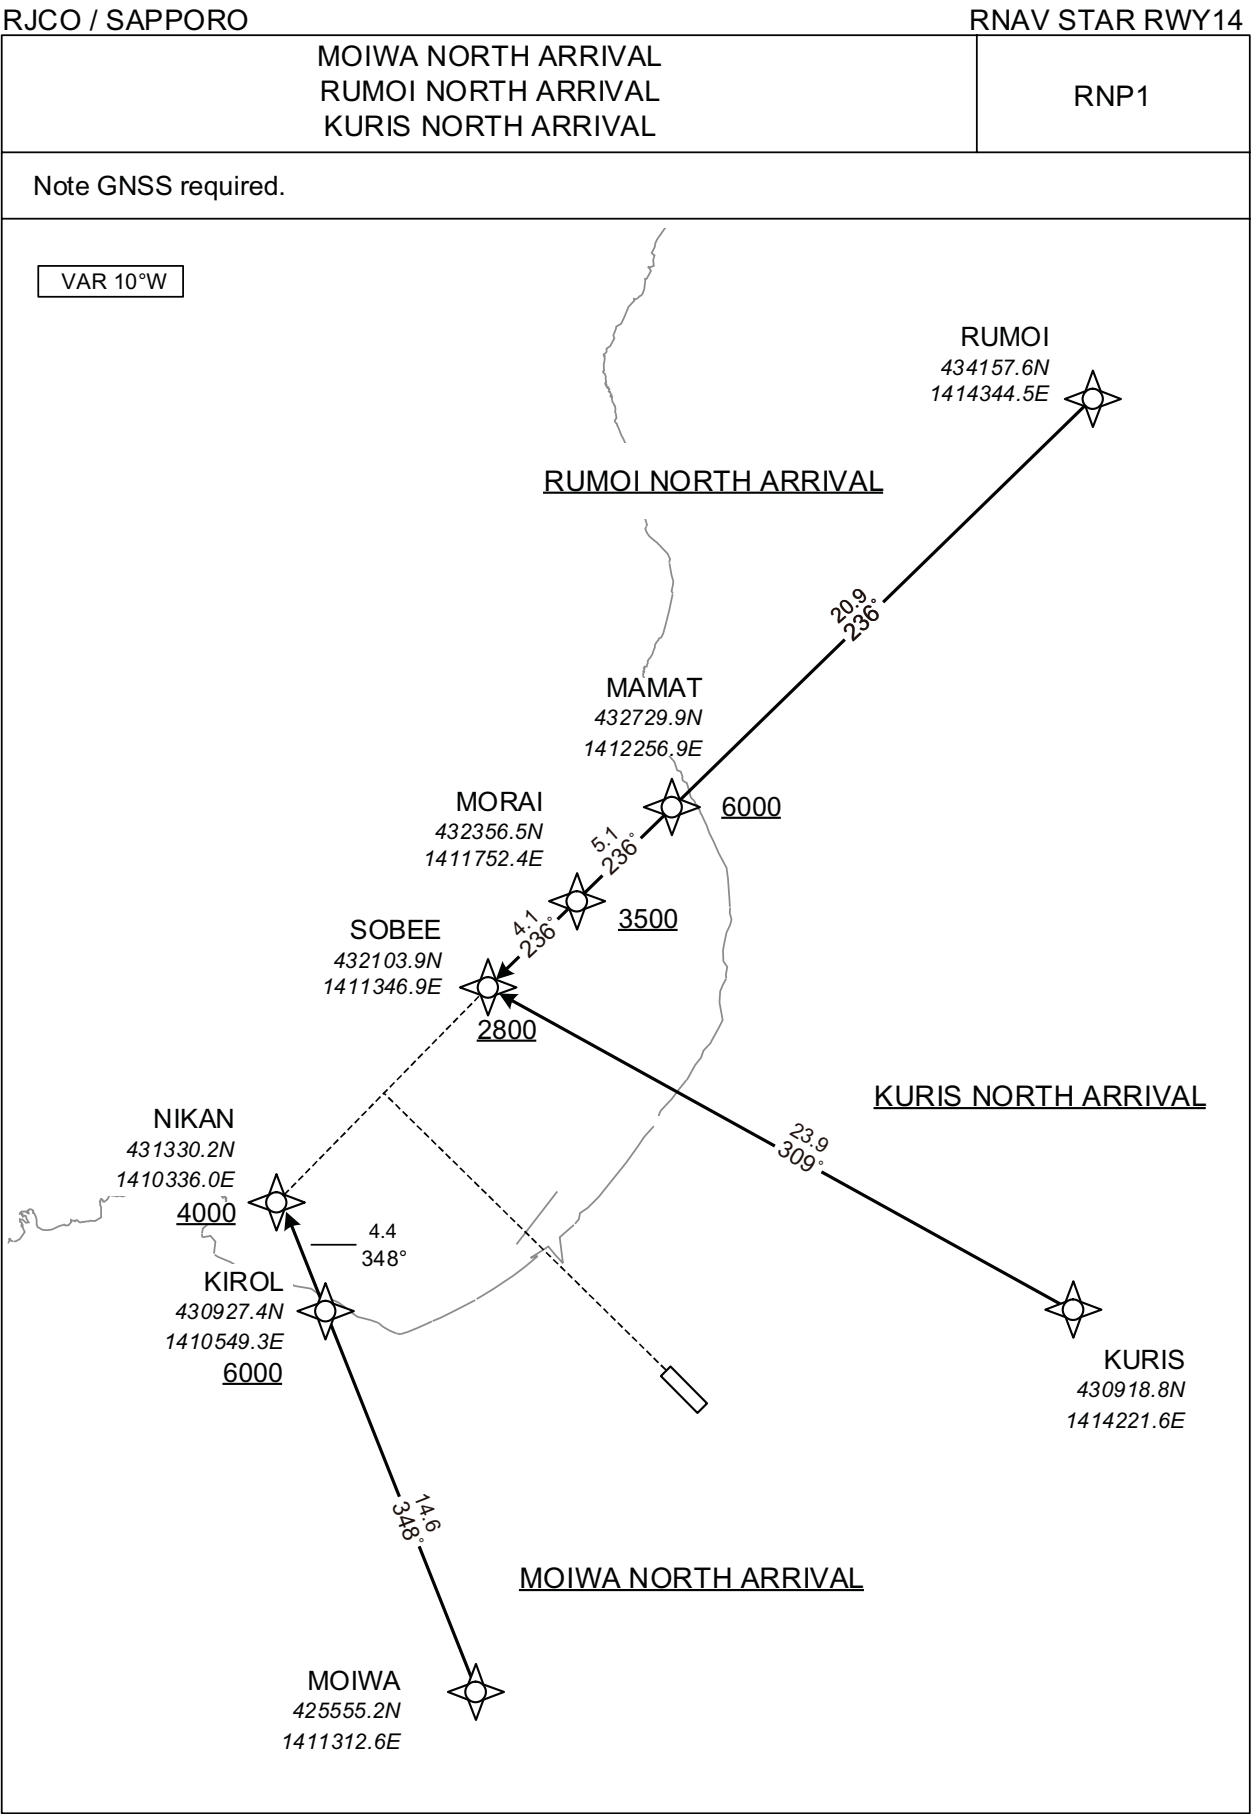 RJCO / SAPPORO
RNAV STAR RWY14
MOIWA NORTH ARRIVAL
RUMOI NORTH ARRIVAL
KURIS NORTH ARRIVAL
RNP1
Note GNSS required.
VAR 10°W
RUMOI
434157.6N
1414344.5E
RUMOI NORTH ARRIVAL
20.9
236°
MAMAT
432729.9N
1412256.9E
6000
MORAI
432356.5N
1411752.4E
5.1
236°
3500
SOBEE
432103.9N
1411346.9E
4.1
236°
2800
KURIS NORTH ARRIVAL
23.9
309°
NIKAN
431330.2N
1410336.0E
4000
4.4
348°
KIROL
430927.4N
1410549.3E
6000
KURIS
430918.8N
1414221.6E
14.6
348°
MOIWA NORTH ARRIVAL
MOIWA
425555.2N
1411312.6E